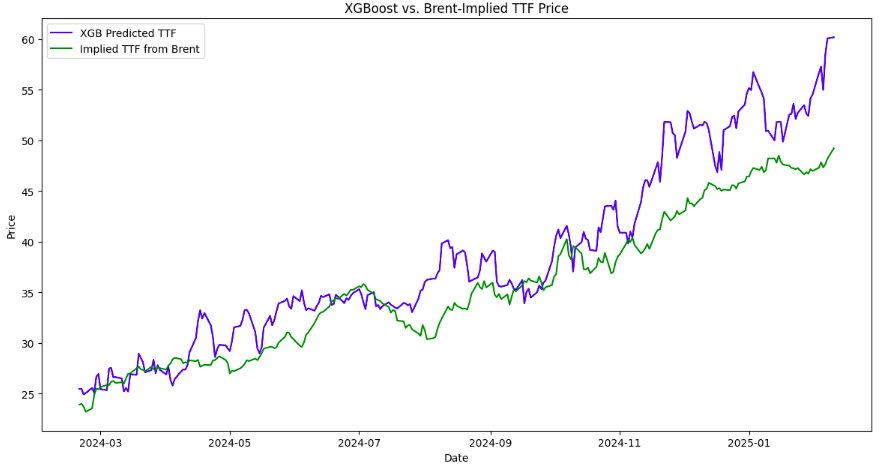 XGBoost vs. Brent-Implied TTF Price
XGB Predicted TTF
Implied TTF from Brent
60
55
50
45
40
35
30
25
Price
2024-03
2024-05
2024-07
2024-09
2024-11
2025-01
Date